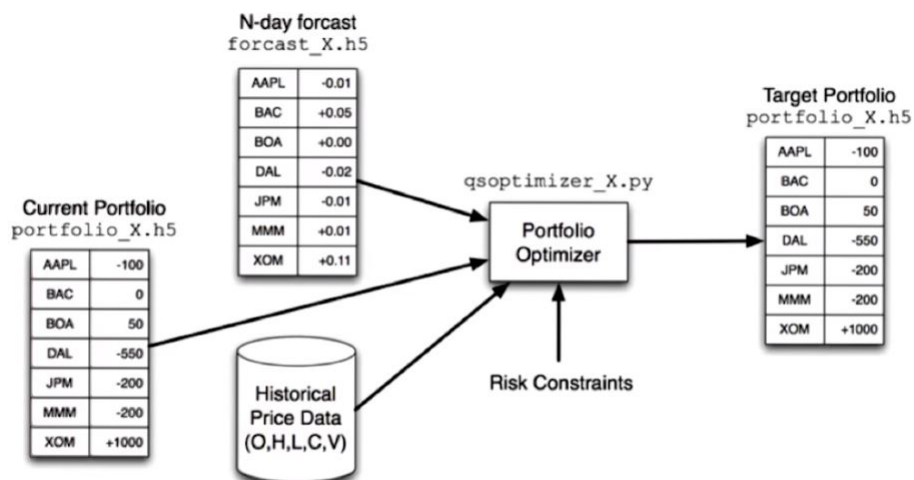 N-day forcast
forcast_X.h5
AAPL -0.01
BAC +0.05
BOA +0.00
DAL -0.02
JPM -0.01
MMM +0.01
XOM +0.11
Target Portfolio
portfolio_X.h5
AAPL -100
BAC 0
BOA 50
DAL -550
JPM -200
MMM -200
XOM +1000
qsoptimizer_X.py
Portfolio
Optimizer
Current Portfolio
portfolio_X.h5
AAPL -100
BAC 0
BOA 50
DAL -550
JPM -200
MMM -200
XOM +1000
Historical
Price Data
(O,H,L,C,V)
Risk Constraints